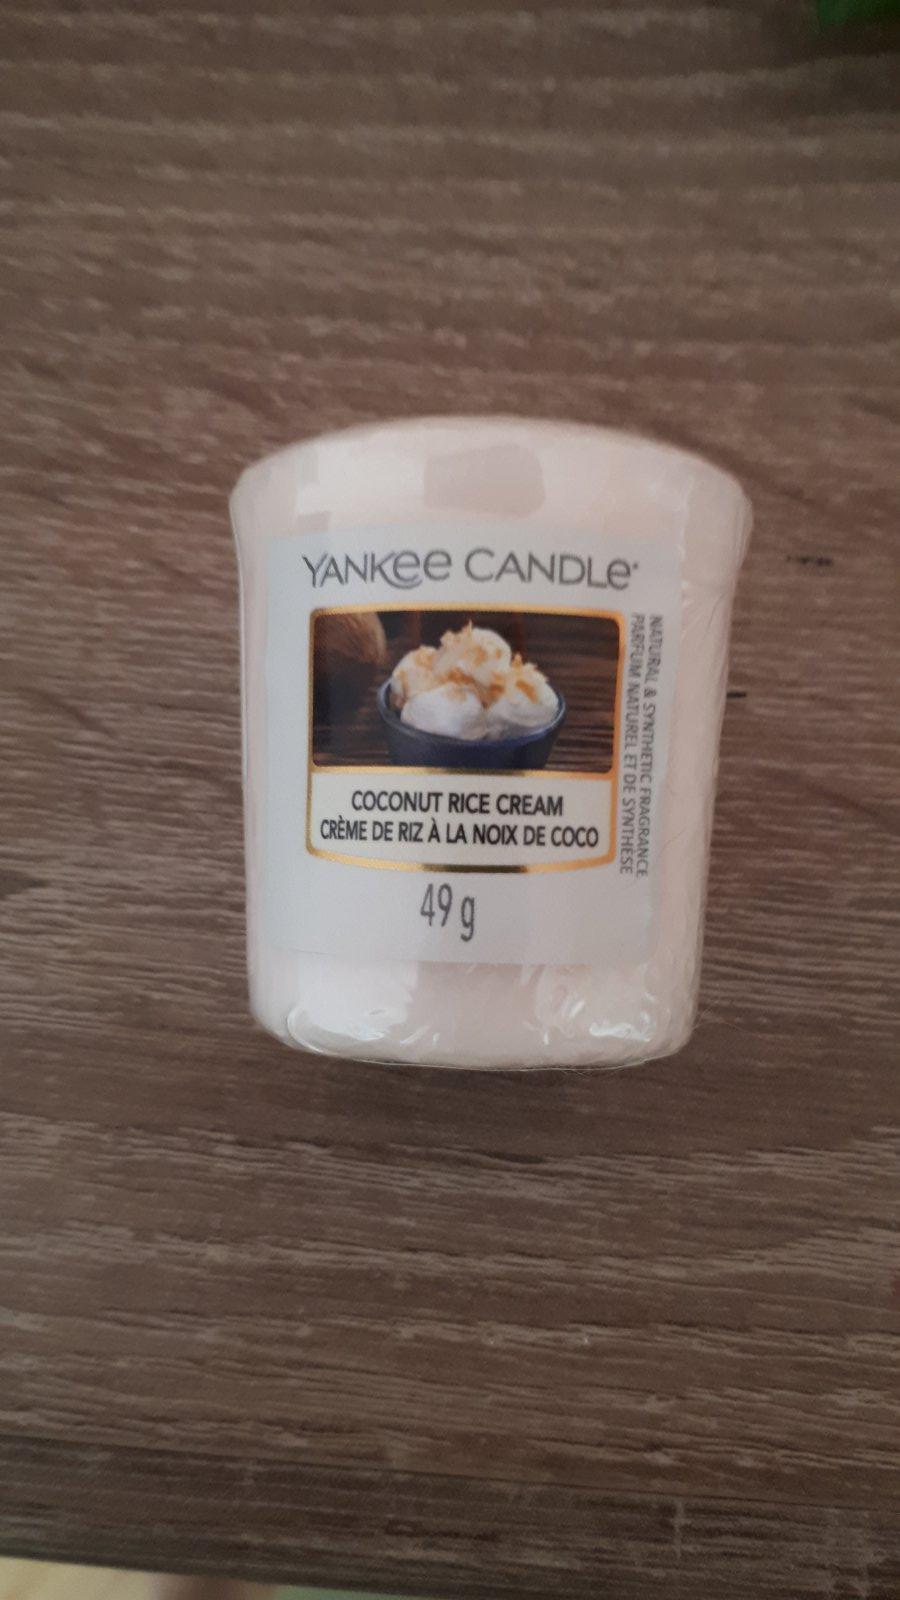 YANKEE CANDLE
COCONUT RICE CREAM
CRÈME DE RIZ À LA NOIX DE COCO
49 g
NATURAL & SYNTHETIC FRAGRANCE
PARFUM NATUREL ET DE SYNTHÈSE